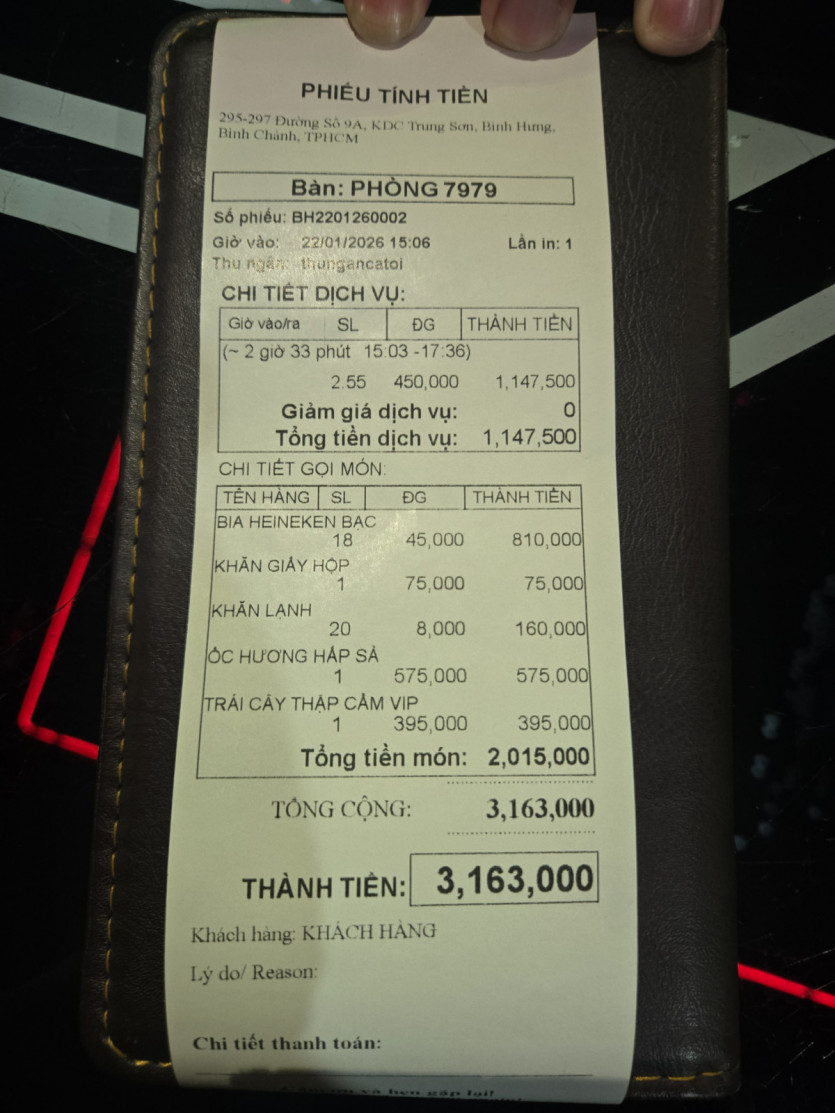 PHIẾU TÍNH TIỀN
295-297 Đường Số 9A, KDC Trung Sơn, Bình Hưng,
Bình Chánh, TPHCM
Bàn: PHÒNG 7979
Số phiếu: BH2201260002
Giờ vào: 22/01/2026 15:06 Lần in: 1
Thu ngân: thungancatoi
CHI TIẾT DỊCH VỤ:
Giờ vào/ra SL ĐG THÀNH TIỀN
(~ 2 giờ 33 phút 15:03 -17:36)
2.55 450,000 1,147,500
Giảm giá dịch vụ: 0
Tổng tiền dịch vụ: 1,147,500
CHI TIẾT GỌI MÓN:
TÊN HÀNG SL ĐG THÀNH TIỀN
BIA HEINEKEN BẠC
18 45,000 810,000
KHĂN GIẤY HỘP
1 75,000 75,000
KHĂN LẠNH
20 8,000 160,000
ỐC HƯƠNG HẤP SẢ
1 575,000 575,000
TRÁI CÂY THẬP CẨM VIP
1 395,000 395,000
Tổng tiền món: 2,015,000
TỔNG CỘNG: 3,163,000
THÀNH TIỀN: 3,163,000
Khách hàng: KHÁCH HÀNG
Lý do/ Reason:
Chi tiết thanh toán:
và hẹn gặp lại!